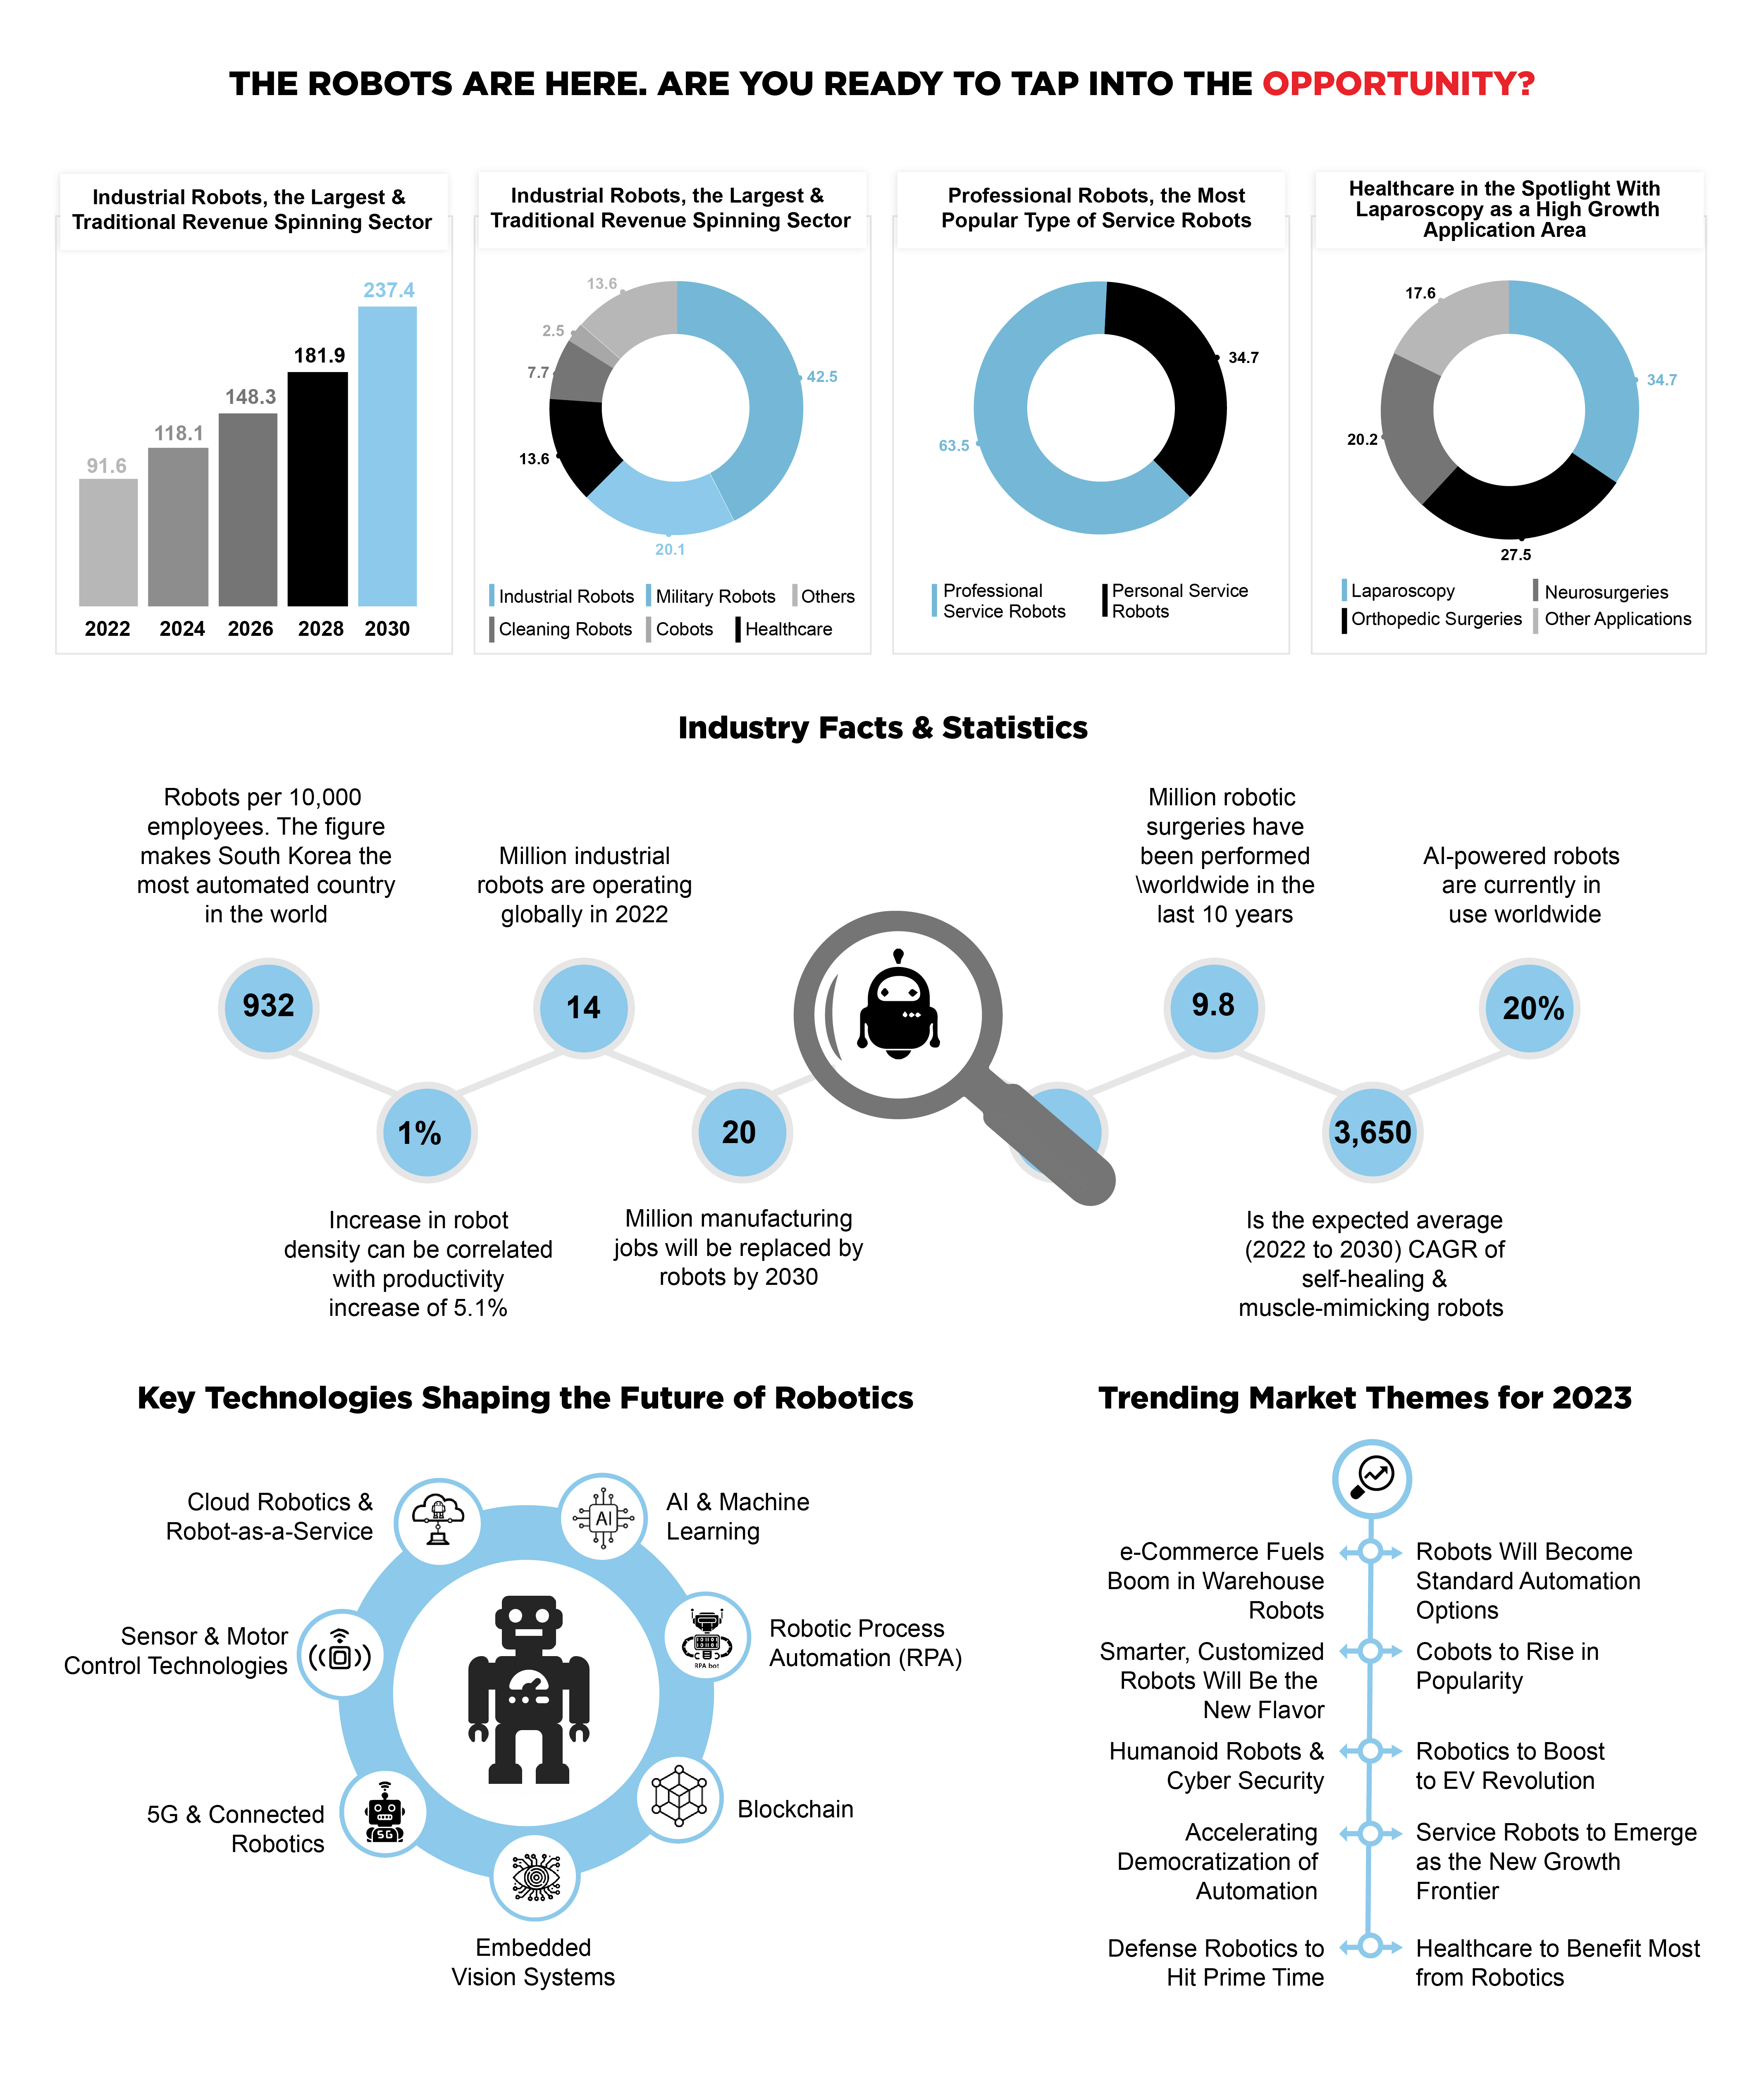 THE ROBOTS ARE HERE. ARE YOU READY TO TAP INTO THE OPPORTUNITY?
Industrial Robots, the Largest &
Traditional Revenue Spinning Sector
237.4
181.9
148.3
118.1
91.6
2022 2024 2026 2028 2030
Industrial Robots, the Largest &
Traditional Revenue Spinning Sector
13.6
2.5
7.7
42.5
13.6
20.1
Industrial Robots Military Robots Others
Cleaning Robots Cobots Healthcare
Professional Robots, the Most
Popular Type of Service Robots
34.7
63.5
Professional
Service Robots
Personal Service
Robots
Healthcare in the Spotlight With
Laparoscopy as a High Growth
Application Area
17.6
34.7
20.2
27.5
Laparoscopy Neurosurgeries
Orthopedic Surgeries Other Applications
Industry Facts & Statistics
Robots per 10,000
employees. The figure
makes South Korea the
most automated country
in the world
932
1%
Increase in robot
density can be correlated
with productivity
increase of 5.1%
Million industrial
robots are operating
globally in 2022
14
20
Million manufacturing
jobs will be replaced by
robots by 2030
Million robotic
surgeries have
been performed
\worldwide in the
last 10 years
9.8
3,650
Is the expected average
(2022 to 2030) CAGR of
self-healing &
muscle-mimicking robots
AI-powered robots
are currently in
use worldwide
20%
Key Technologies Shaping the Future of Robotics
Cloud Robotics &
Robot-as-a-Service
AI
AI & Machine
Learning
Sensor & Motor
Control Technologies
RPA bot
Robotic Process
Automation (RPA)
5G & Connected
Robotics
5G
Blockchain
Embedded
Vision Systems
Trending Market Themes for 2023
e-Commerce Fuels
Boom in Warehouse
Robots
Robots Will Become
Standard Automation
Options
Smarter, Customized
Robots Will Be the
New Flavor
Cobots to Rise in
Popularity
Humanoid Robots &
Cyber Security
Robotics to Boost
to EV Revolution
Accelerating
Democratization of
Automation
Service Robots to Emerge
as the New Growth
Frontier
Defense Robotics to
Hit Prime Time
Healthcare to Benefit Most
from Robotics